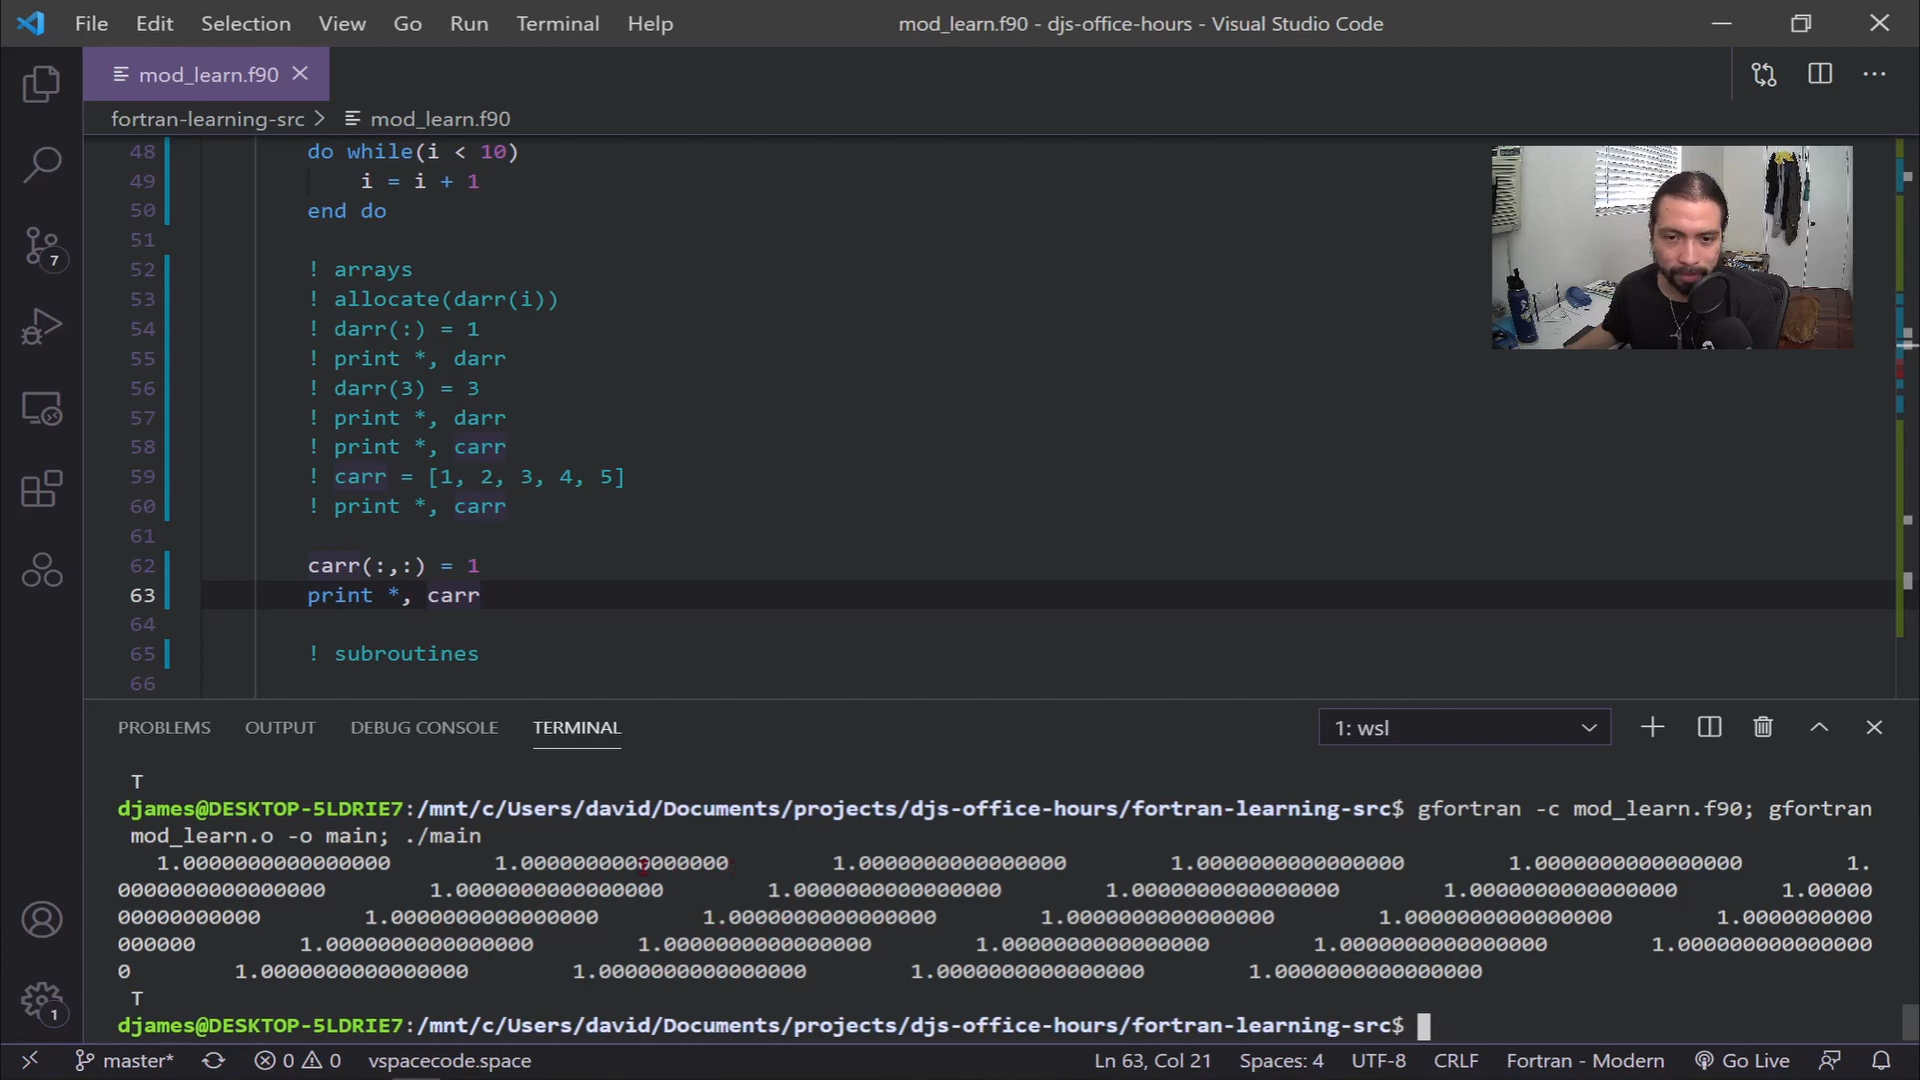 File Edit Selection View Go Run Terminal Help mod_learn.f90 - djs-office-hours - Visual Studio Code
mod_learn.f90
fortran-learning-src > mod_learn.f90
48 do while(i < 10)
49 i = i + 1
50 end do
51
52 ! arrays
53 ! allocate(darr(i))
54 ! darr(:) = 1
55 ! print *, darr
56 ! darr(3) = 3
57 ! print *, darr
58 ! print *, carr
59 ! carr = [1, 2, 3, 4, 5]
60 ! print *, carr
61
62 carr(:,:) = 1
63 print *, carr
64
65 ! subroutines
66
7
PROBLEMS OUTPUT DEBUG CONSOLE TERMINAL 1: wsl
T
djames@DESKTOP-5LDRIE7:/mnt/c/Users/david/Documents/projects/djs-office-hours/fortran-learning-src$ gfortran -c mod_learn.f90; gfortran
mod_learn.o -o main; ./main
1.0000000000000000 1.0000000000000000 1.0000000000000000 1.0000000000000000 1.0000000000000000 1.
0000000000000000 1.0000000000000000 1.0000000000000000 1.0000000000000000 1.0000000000000000 1.00000
00000000000 1.0000000000000000 1.0000000000000000 1.0000000000000000 1.0000000000000000 1.0000000000
000000 1.0000000000000000 1.0000000000000000 1.0000000000000000 1.0000000000000000 1.000000000000000
0 1.0000000000000000 1.0000000000000000 1.0000000000000000 1.0000000000000000
T
djames@DESKTOP-5LDRIE7:/mnt/c/Users/david/Documents/projects/djs-office-hours/fortran-learning-src$
1
master* 0 0 vspacecode.space Ln 63, Col 21 Spaces: 4 UTF-8 CRLF Fortran - Modern Go Live